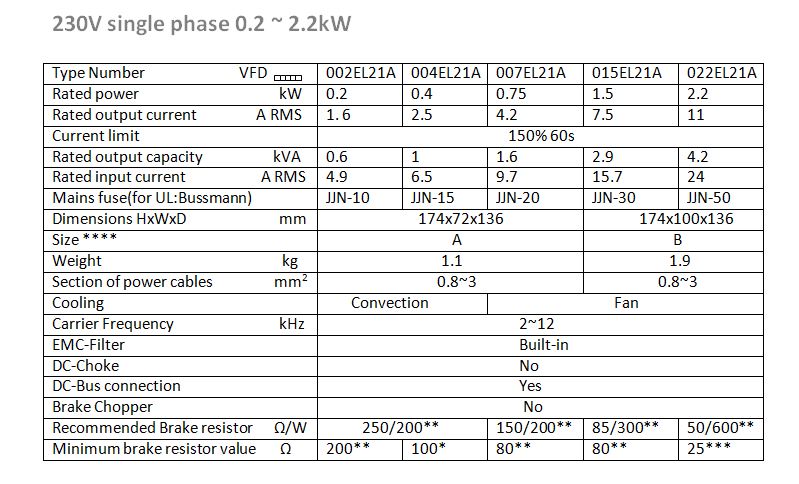 230V single phase 0.2 ~ 2.2kW
Type Number VFD 002EL21A 004EL21A 007EL21A 015EL21A 022EL21A
Rated power kW 0.2 0.4 0.75 1.5 2.2
Rated output current A RMS 1. 6 2.5 4.2 7.5 11
Current limit 150% 60s
Rated output capacity kVA 0.6 1 1.6 2.9 4.2
Rated input current A RMS 4.9 6.5 9.7 15.7 24
Mains fuse(for UL:Bussmann) JJN-10 JJN-15 JJN-20 JJN-30 JJN-50
Dimensions HxWxD mm 174x72x136 174x100x136
Size **** A B
Weight kg 1.1 1.9
Section of power cables mm² 0.8~3 0.8~3
Cooling Convection Fan
Carrier Frequency kHz 2~12
EMC-Filter Built-in
DC-Choke No
DC-Bus connection Yes
Brake Chopper No
Recommended Brake resistor Ω/W 250/200** 150/200** 85/300** 50/600**
Minimum brake resistor value Ω 200** 100* 80** 80** 25***